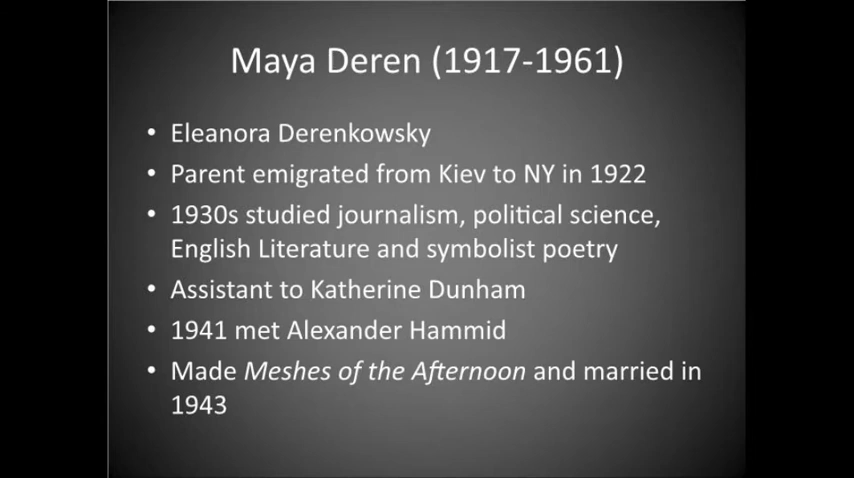 Maya Deren (1917-1961)
• Eleanora Derenkowsky
• Parent emigrated from Kiev to NY in 1922
• 1930s studied journalism, political science,
English Literature and symbolist poetry
• Assistant to Katherine Dunham
• 1941 met Alexander Hammid
• Made Meshes of the Afternoon and married in
1943